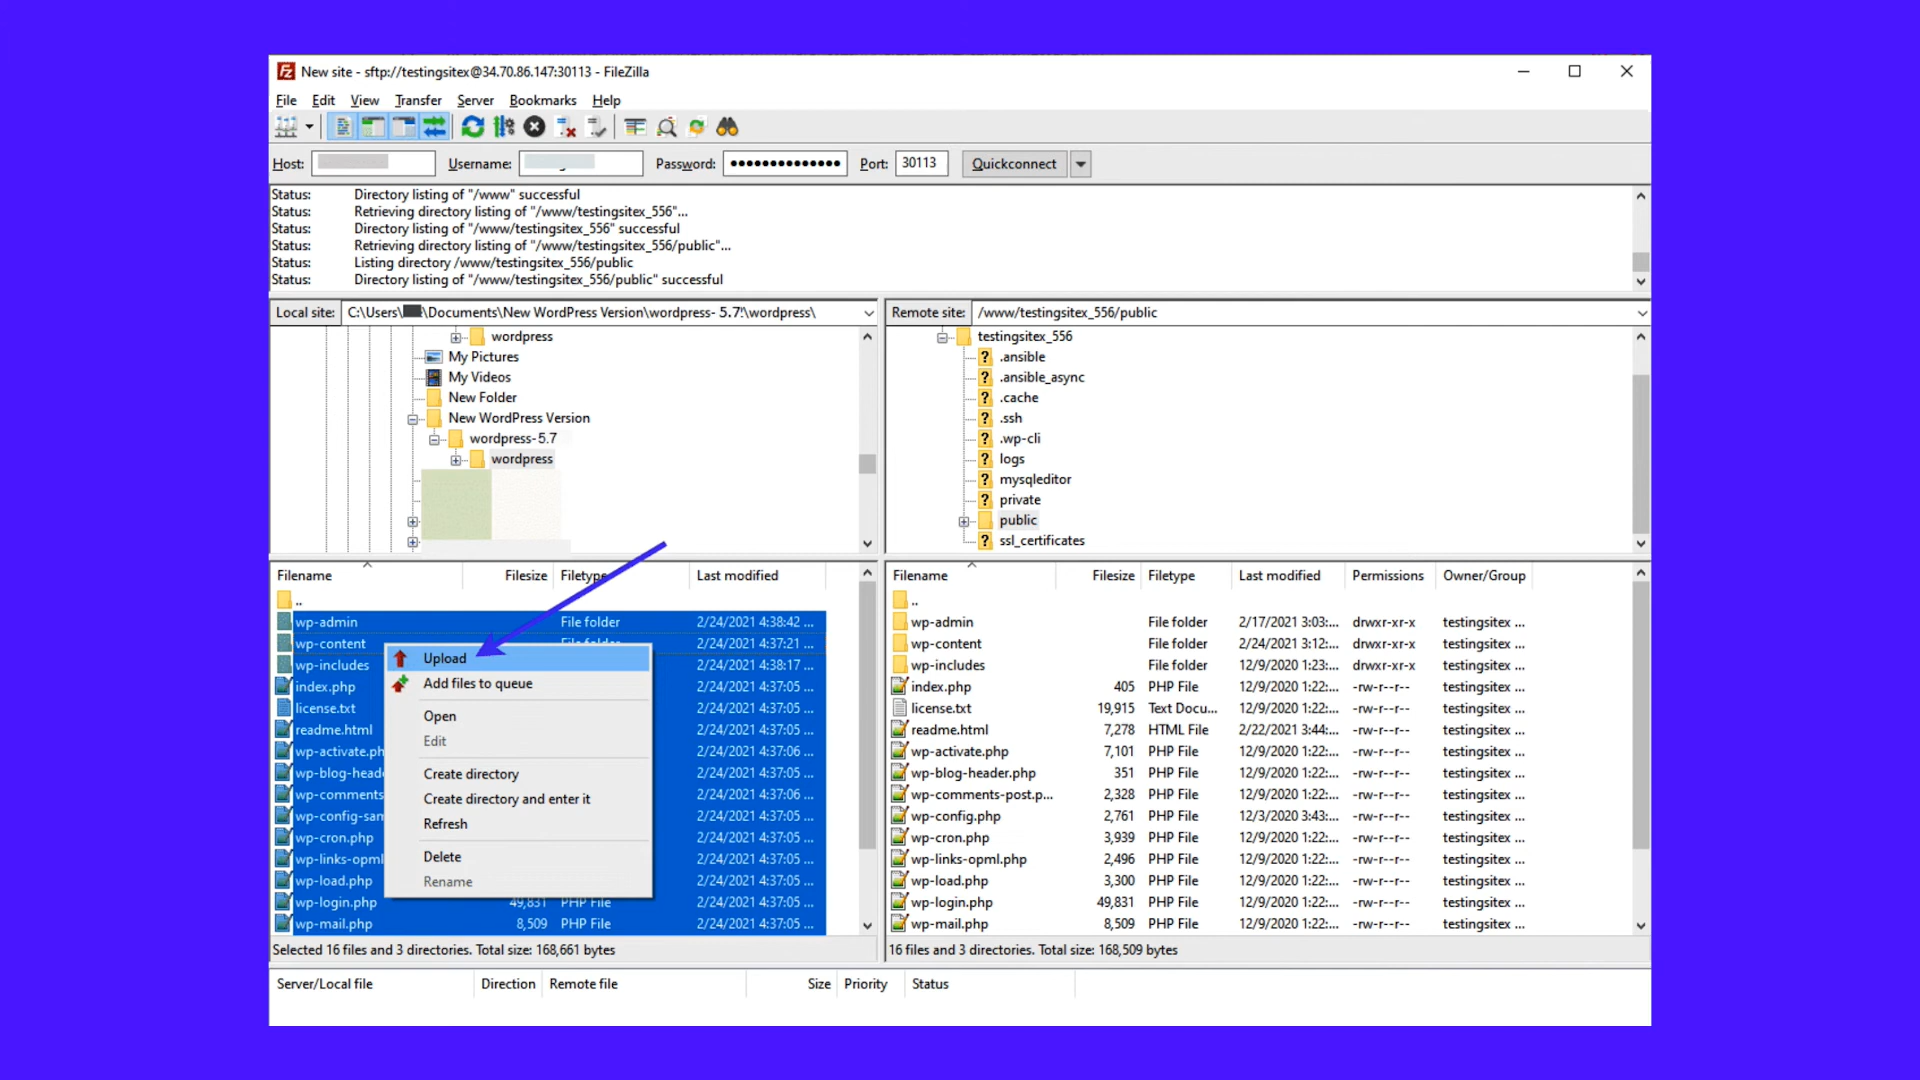 New site - sftp://testingsitex@34.70.86.147:30113 - FileZilla
File Edit View Transfer Server Bookmarks Help
Host: Username: Password: ●●●●●●●●●●●●●● Port: 30113 Quickconnect
Status: Directory listing of "/www" successful
Status: Retrieving directory listing of "/www/testingsitex_556"...
Status: Directory listing of "/www/testingsitex_556" successful
Status: Retrieving directory listing of "/www/testingsitex_556/public"...
Status: Listing directory /www/testingsitex_556/public
Status: Directory listing of "/www/testingsitex_556/public" successful
Local site: C:\Users\ \Documents\New WordPress Version\wordpress- 5.7!\wordpress\
wordpress
My Pictures
My Videos
New Folder
New WordPress Version
wordpress-5.7
wordpress
Remote site: /www/testingsitex_556/public
testingsitex_556
? .ansible
? .ansible_async
? .cache
? .ssh
? .wp-cli
? logs
? mysqleditor
? private
public
? ssl_certificates
Filename Filesize Filetype Last modified
..
wp-admin File folder 2/24/2021 4:38:42 ...
wp-content File folder 2/24/2021 4:37:21 ...
wp-includes 2/24/2021 4:38:17 ...
index.php 2/24/2021 4:37:05 ...
license.txt 2/24/2021 4:37:05 ...
readme.html 2/24/2021 4:37:05 ...
wp-activate.ph 2/24/2021 4:37:06 ...
wp-blog-heade 2/24/2021 4:37:05 ...
wp-comments 2/24/2021 4:37:06 ...
wp-config-sam 2/24/2021 4:37:05 ...
wp-cron.php 2/24/2021 4:37:05 ...
wp-links-opml 2/24/2021 4:37:05 ...
wp-load.php 2/24/2021 4:37:05 ...
wp-login.php 49,831 PHP File 2/24/2021 4:37:05 ...
wp-mail.php 8,509 PHP File 2/24/2021 4:37:05 ...
Selected 16 files and 3 directories. Total size: 168,661 bytes
Upload
Add files to queue
Open
Edit
Create directory
Create directory and enter it
Refresh
Delete
Rename
Filename Filesize Filetype Last modified Permissions Owner/Group
..
wp-admin File folder 2/17/2021 3:03:... drwxr-xr-x testingsitex ...
wp-content File folder 2/24/2021 3:12:... drwxr-xr-x testingsitex ...
wp-includes File folder 12/9/2020 1:23:... drwxr-xr-x testingsitex ...
index.php 405 PHP File 12/9/2020 1:22:... -rw-r--r-- testingsitex ...
license.txt 19,915 Text Docu... 12/9/2020 1:22:... -rw-r--r-- testingsitex ...
readme.html 7,278 HTML File 2/22/2021 3:44:... -rw-r--r-- testingsitex ...
wp-activate.php 7,101 PHP File 12/9/2020 1:22:... -rw-r--r-- testingsitex ...
wp-blog-header.php 351 PHP File 12/9/2020 1:22:... -rw-r--r-- testingsitex ...
wp-comments-post.p... 2,328 PHP File 12/9/2020 1:22:... -rw-r--r-- testingsitex ...
wp-config.php 2,761 PHP File 12/3/2020 3:43:... -rw-r--r-- testingsitex ...
wp-cron.php 3,939 PHP File 12/9/2020 1:22:... -rw-r--r-- testingsitex ...
wp-links-opml.php 2,496 PHP File 12/9/2020 1:22:... -rw-r--r-- testingsitex ...
wp-load.php 3,300 PHP File 12/9/2020 1:22:... -rw-r--r-- testingsitex ...
wp-login.php 49,831 PHP File 12/9/2020 1:22:... -rw-r--r-- testingsitex ...
wp-mail.php 8,509 PHP File 12/9/2020 1:22:... -rw-r--r-- testingsitex ...
16 files and 3 directories. Total size: 168,509 bytes
Server/Local file Direction Remote file Size Priority Status